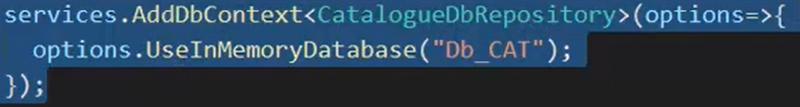 services.AddDbContext<CatalogueDbRepository>(options=>{
  options.UseInMemoryDatabase("Db_CAT");
});